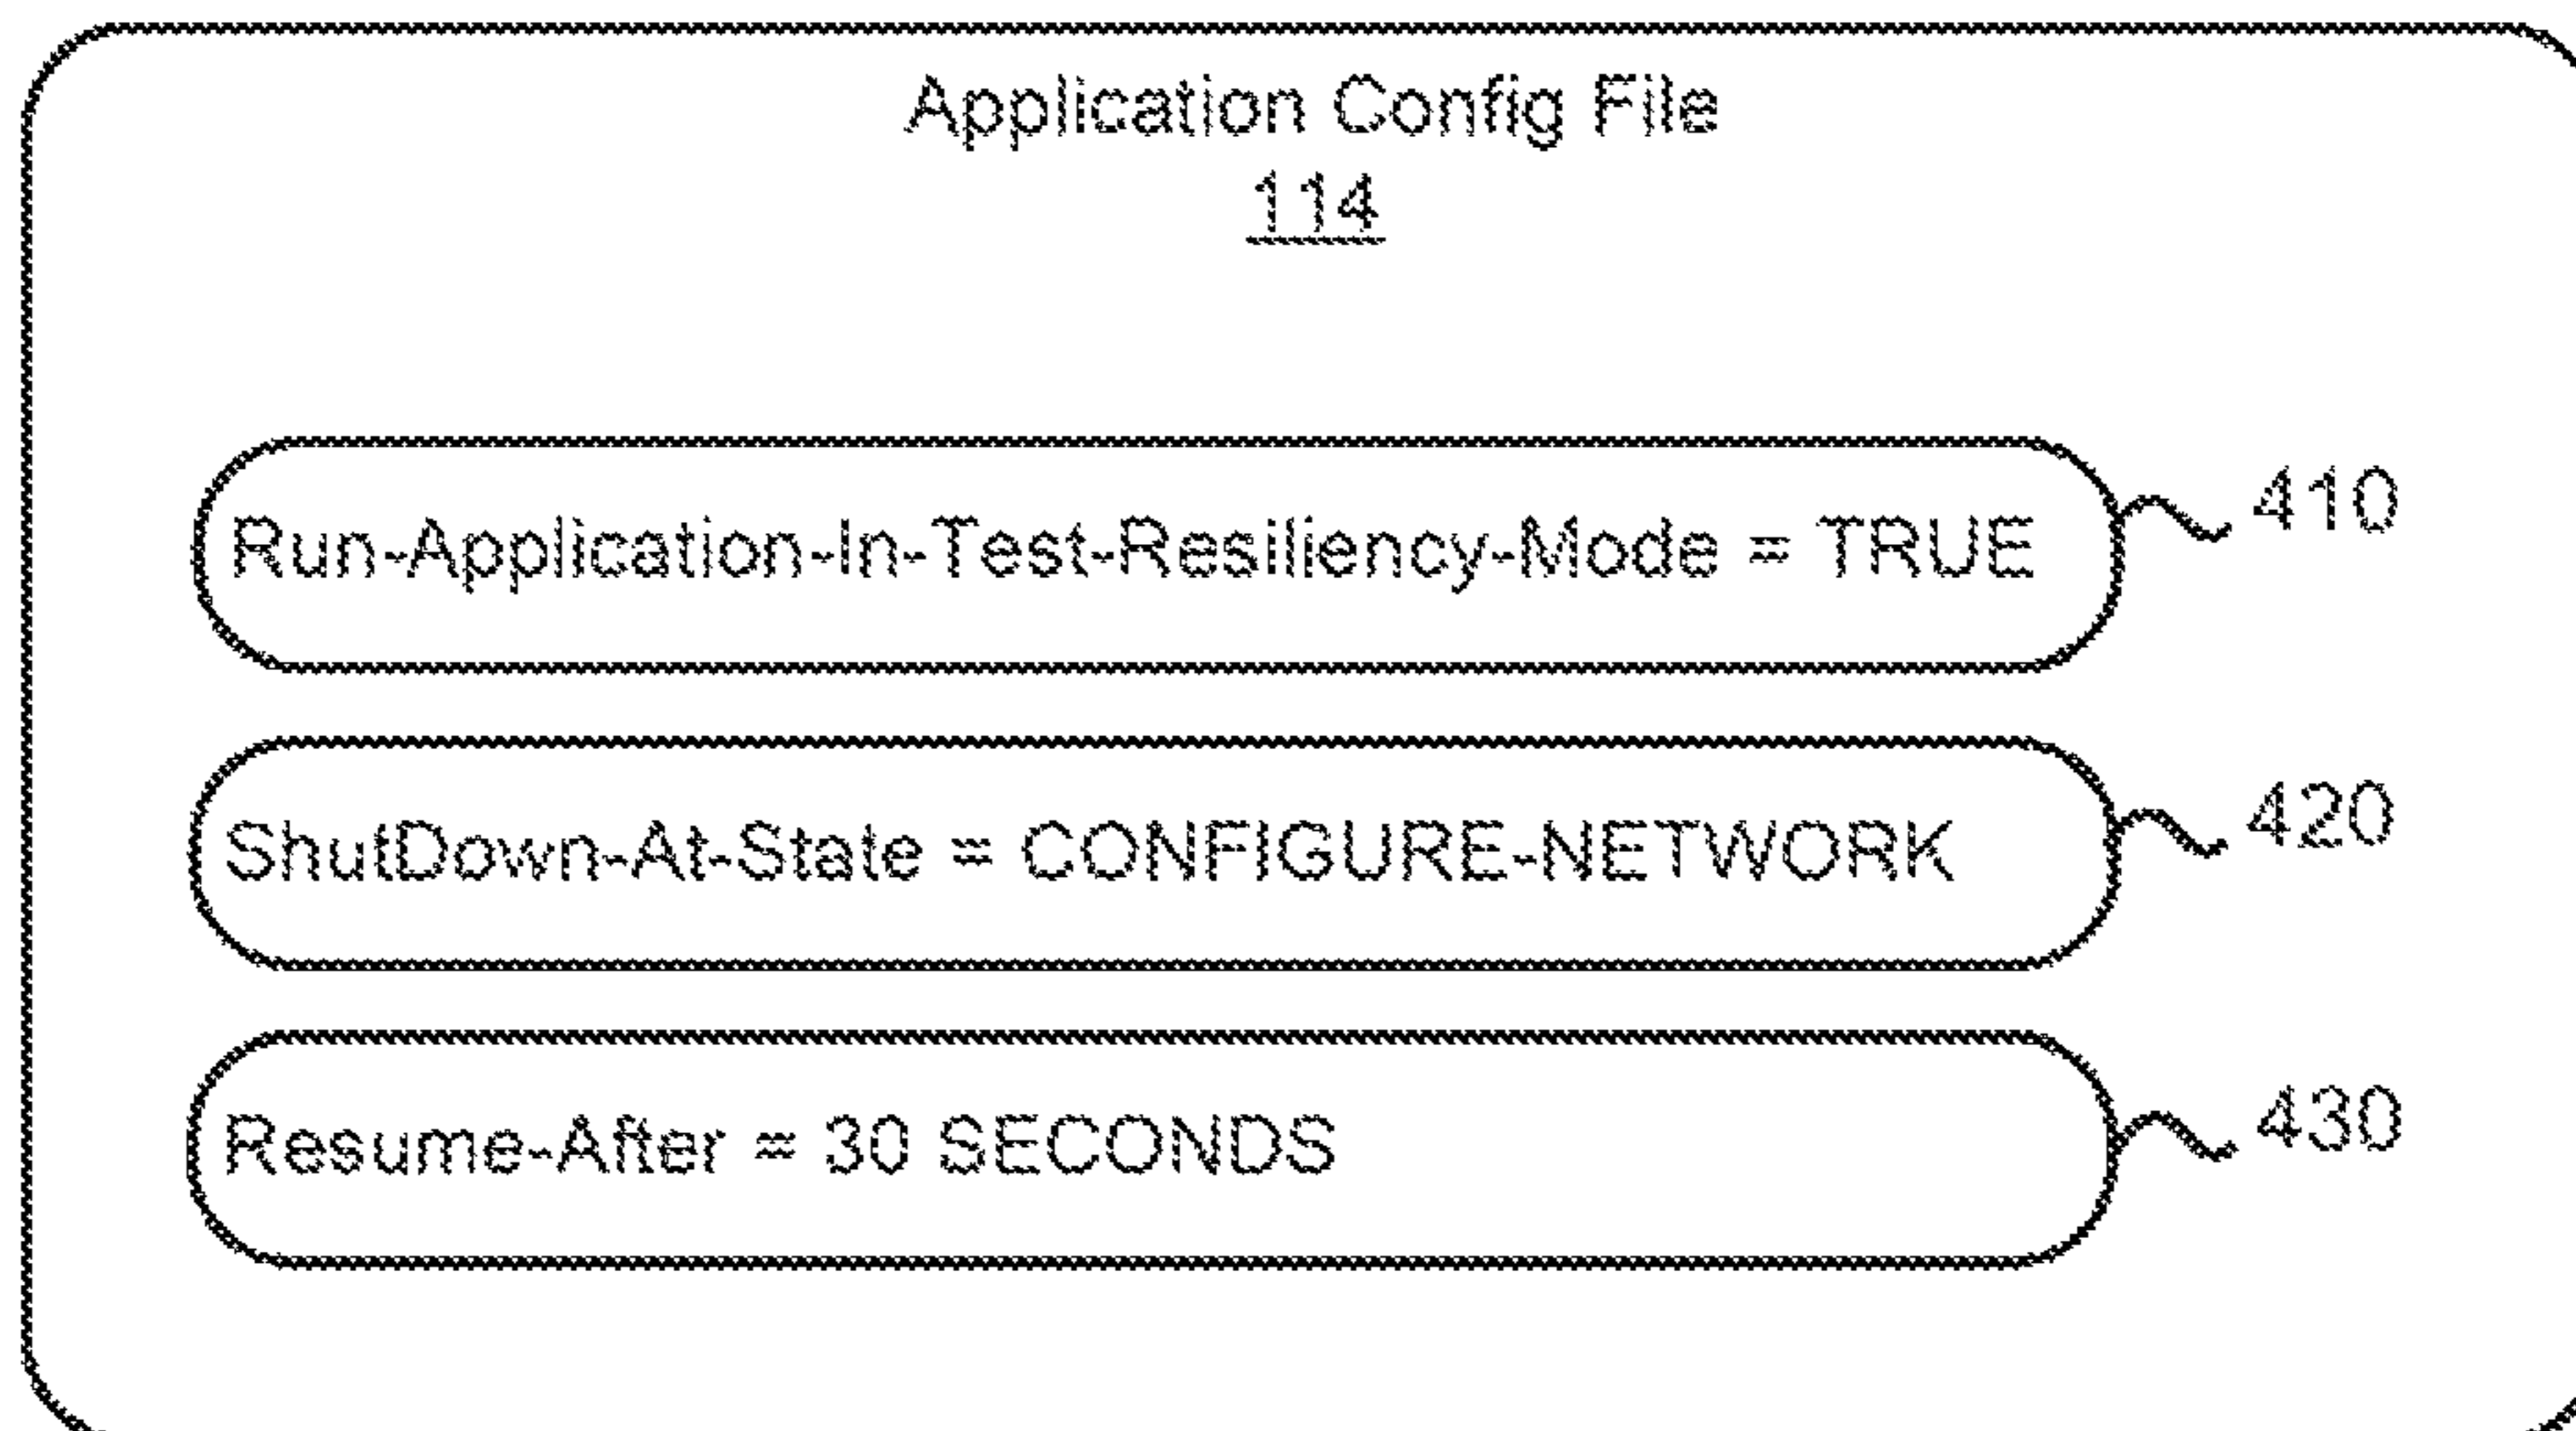 Application Config File
114
Run-Application-In-Test-Resiliency-Mode = TRUE
410
ShutDown-At-State = CONFIGURE-NETWORK
420
Resume-After = 30 SECONDS
430